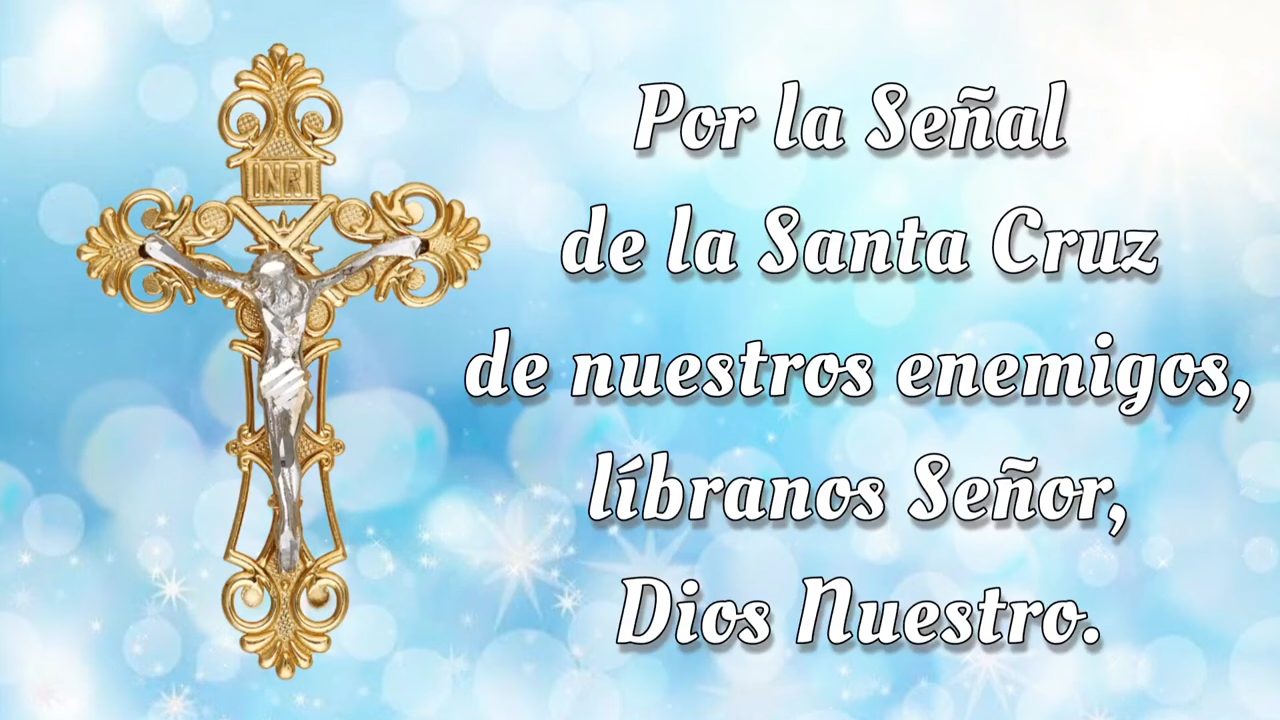 INRI
Por la Señal
de la Santa Cruz
de nuestros enemigos,
líbranos Señor,
Dios Nuestro.